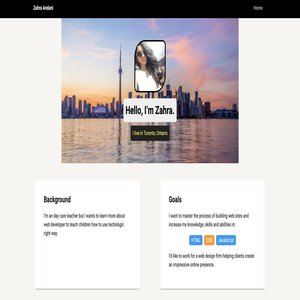 Zahra Ardani
Home
Hello, I'm Zahra.
I live in Toronto, Ontario
Background
I'm an day care teacher but I wants to learn more about
web developer to teach children how to use techologist
right way.
Goals
I want to master the process of building web sites and
increase my knowledge, skills and abilities in:
HTML
CSS
JavaScript
I'd like to work for a web design firm helping clients create
an impressive online presence.